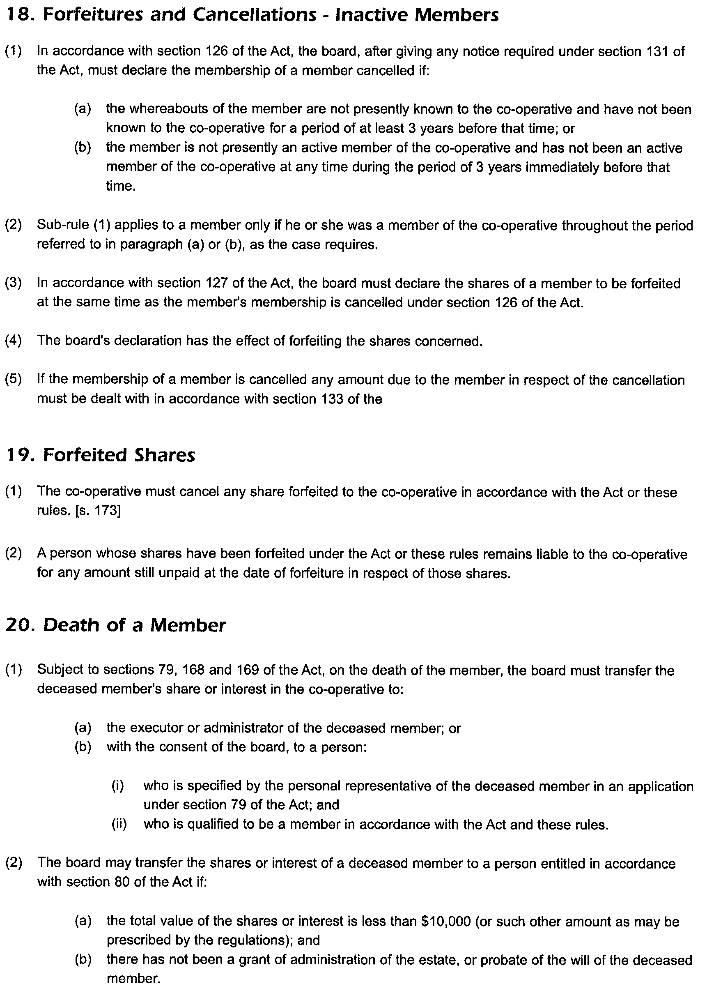 18. Forfeitures and Cancellations - Inactive Members
(1) In accordance with section 126 of the Act, the board, after giving any notice required under section 131 of
the Act, must declare the membership of a member cancelled if:
(a) the whereabouts of the member are not presently known to the co-operative and have not been
known to the co-operative for a period of at least 3 years before that time; or
(b) the member is not presently an active member of the co-operative and has not been an active
member of the co-operative at any time during the period of 3 years immediately before that
time.
(2) Sub-rule (1) applies to a member only if he or she was a member of the co-operative throughout the period
referred to in paragraph (a) or (b), as the case requires.
(3) In accordance with section 127 of the Act, the board must declare the shares of a member to be forfeited
at the same time as the member's membership is cancelled under section 126 of the Act.
(4) The board's declaration has the effect of forfeiting the shares concerned.
(5) If the membership of a member is cancelled any amount due to the member in respect of the cancellation
must be dealt with in accordance with section 133 of the
19. Forfeited Shares
(1) The co-operative must cancel any share forfeited to the co-operative in accordance with the Act or these
rules. [s. 173]
(2) A person whose shares have been forfeited under the Act or these rules remains liable to the co-operative
for any amount still unpaid at the date of forfeiture in respect of those shares.
20. Death of a Member
(1) Subject to sections 79, 168 and 169 of the Act, on the death of the member, the board must transfer the
deceased member's share or interest in the co-operative to:
(a) the executor or administrator of the deceased member; or
(b) with the consent of the board, to a person:
(i) who is specified by the personal representative of the deceased member in an application
under section 79 of the Act; and
(ii) who is qualified to be a member in accordance with the Act and these rules.
(2) The board may transfer the shares or interest of a deceased member to a person entitled in accordance
with section 80 of the Act if:
(a) the total value of the shares or interest is less than $10,000 (or such other amount as may be
prescribed by the regulations); and
(b) there has not been a grant of administration of the estate, or probate of the will of the deceased
member.